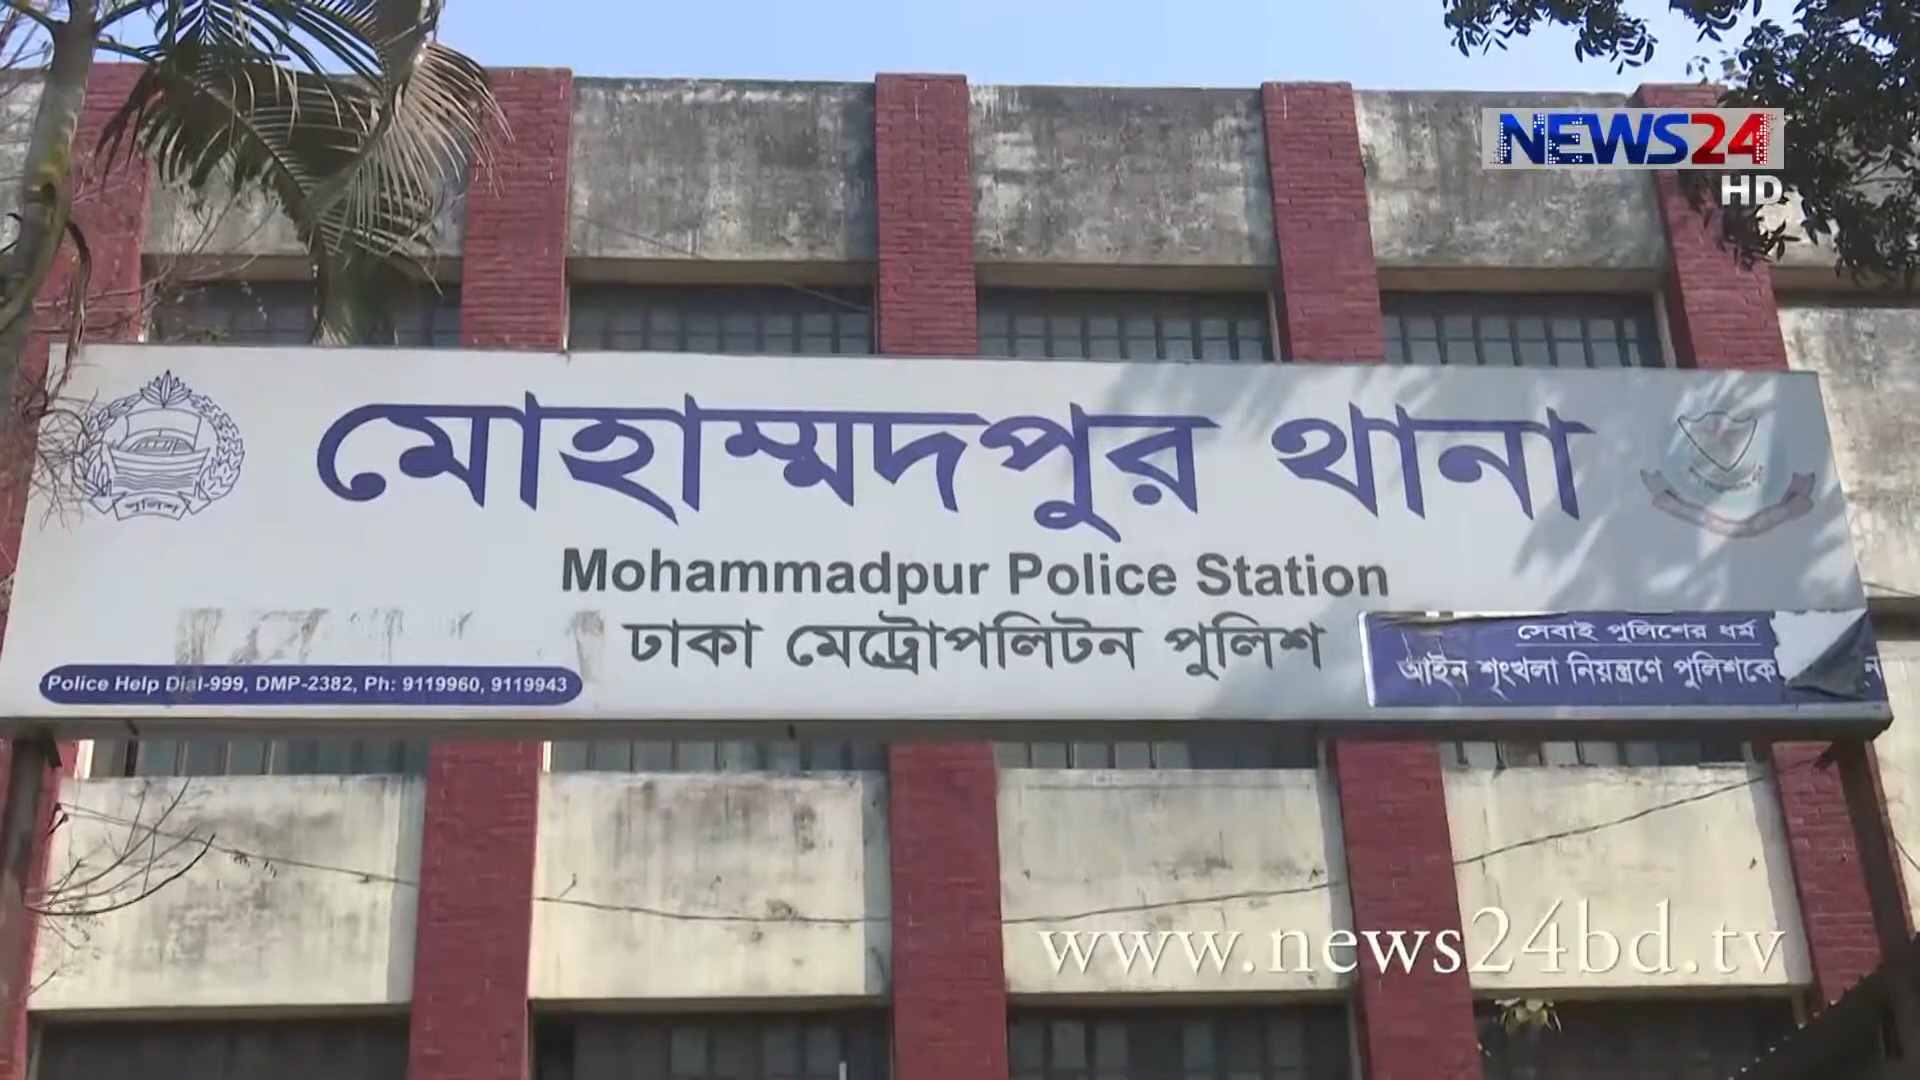 NEWS24
HD
মোহাম্মদপুর থানা
পুলিশ
Mohammadpur Police Station
ঢাকা মেট্রোপলিটন পুলিশ
সেবাই পুলিশের ধর্ম
আইন শৃংখলা নিয়ন্ত্রণে পুলিশকে
Police Help Dial-999, DMP-2382, Ph: 9119960, 9119943
www.news24bd.tv